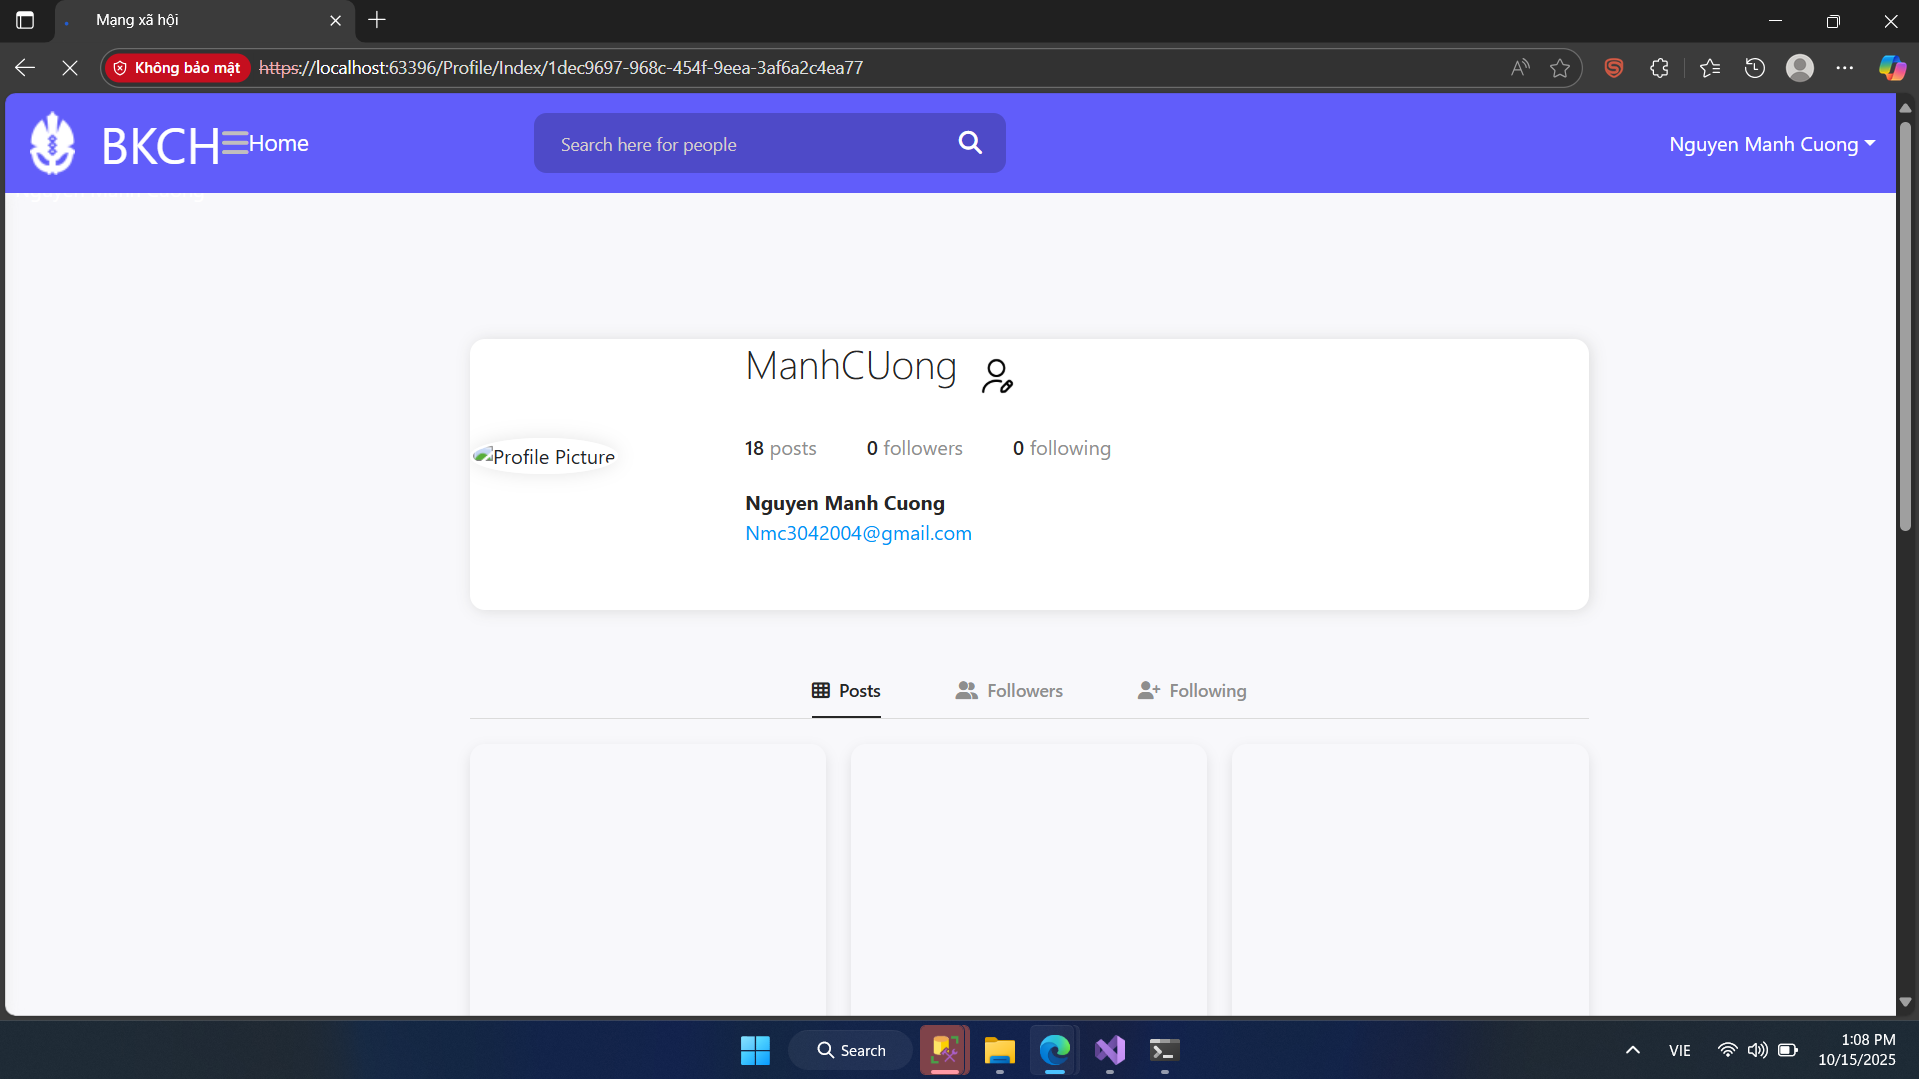 Mạng xã hội
Không bảo mật https://localhost:63396/Profile/Index/1dec9697-968c-454f-9eea-3af6a2c4ea77
BKCH Home
Search here for people
Nguyen Manh Cuong
ManhCUong
18 posts 0 followers 0 following
Profile Picture
Nguyen Manh Cuong
Nmc3042004@gmail.com
Posts Followers Following
Search
VIE
1:08 PM
10/15/2025